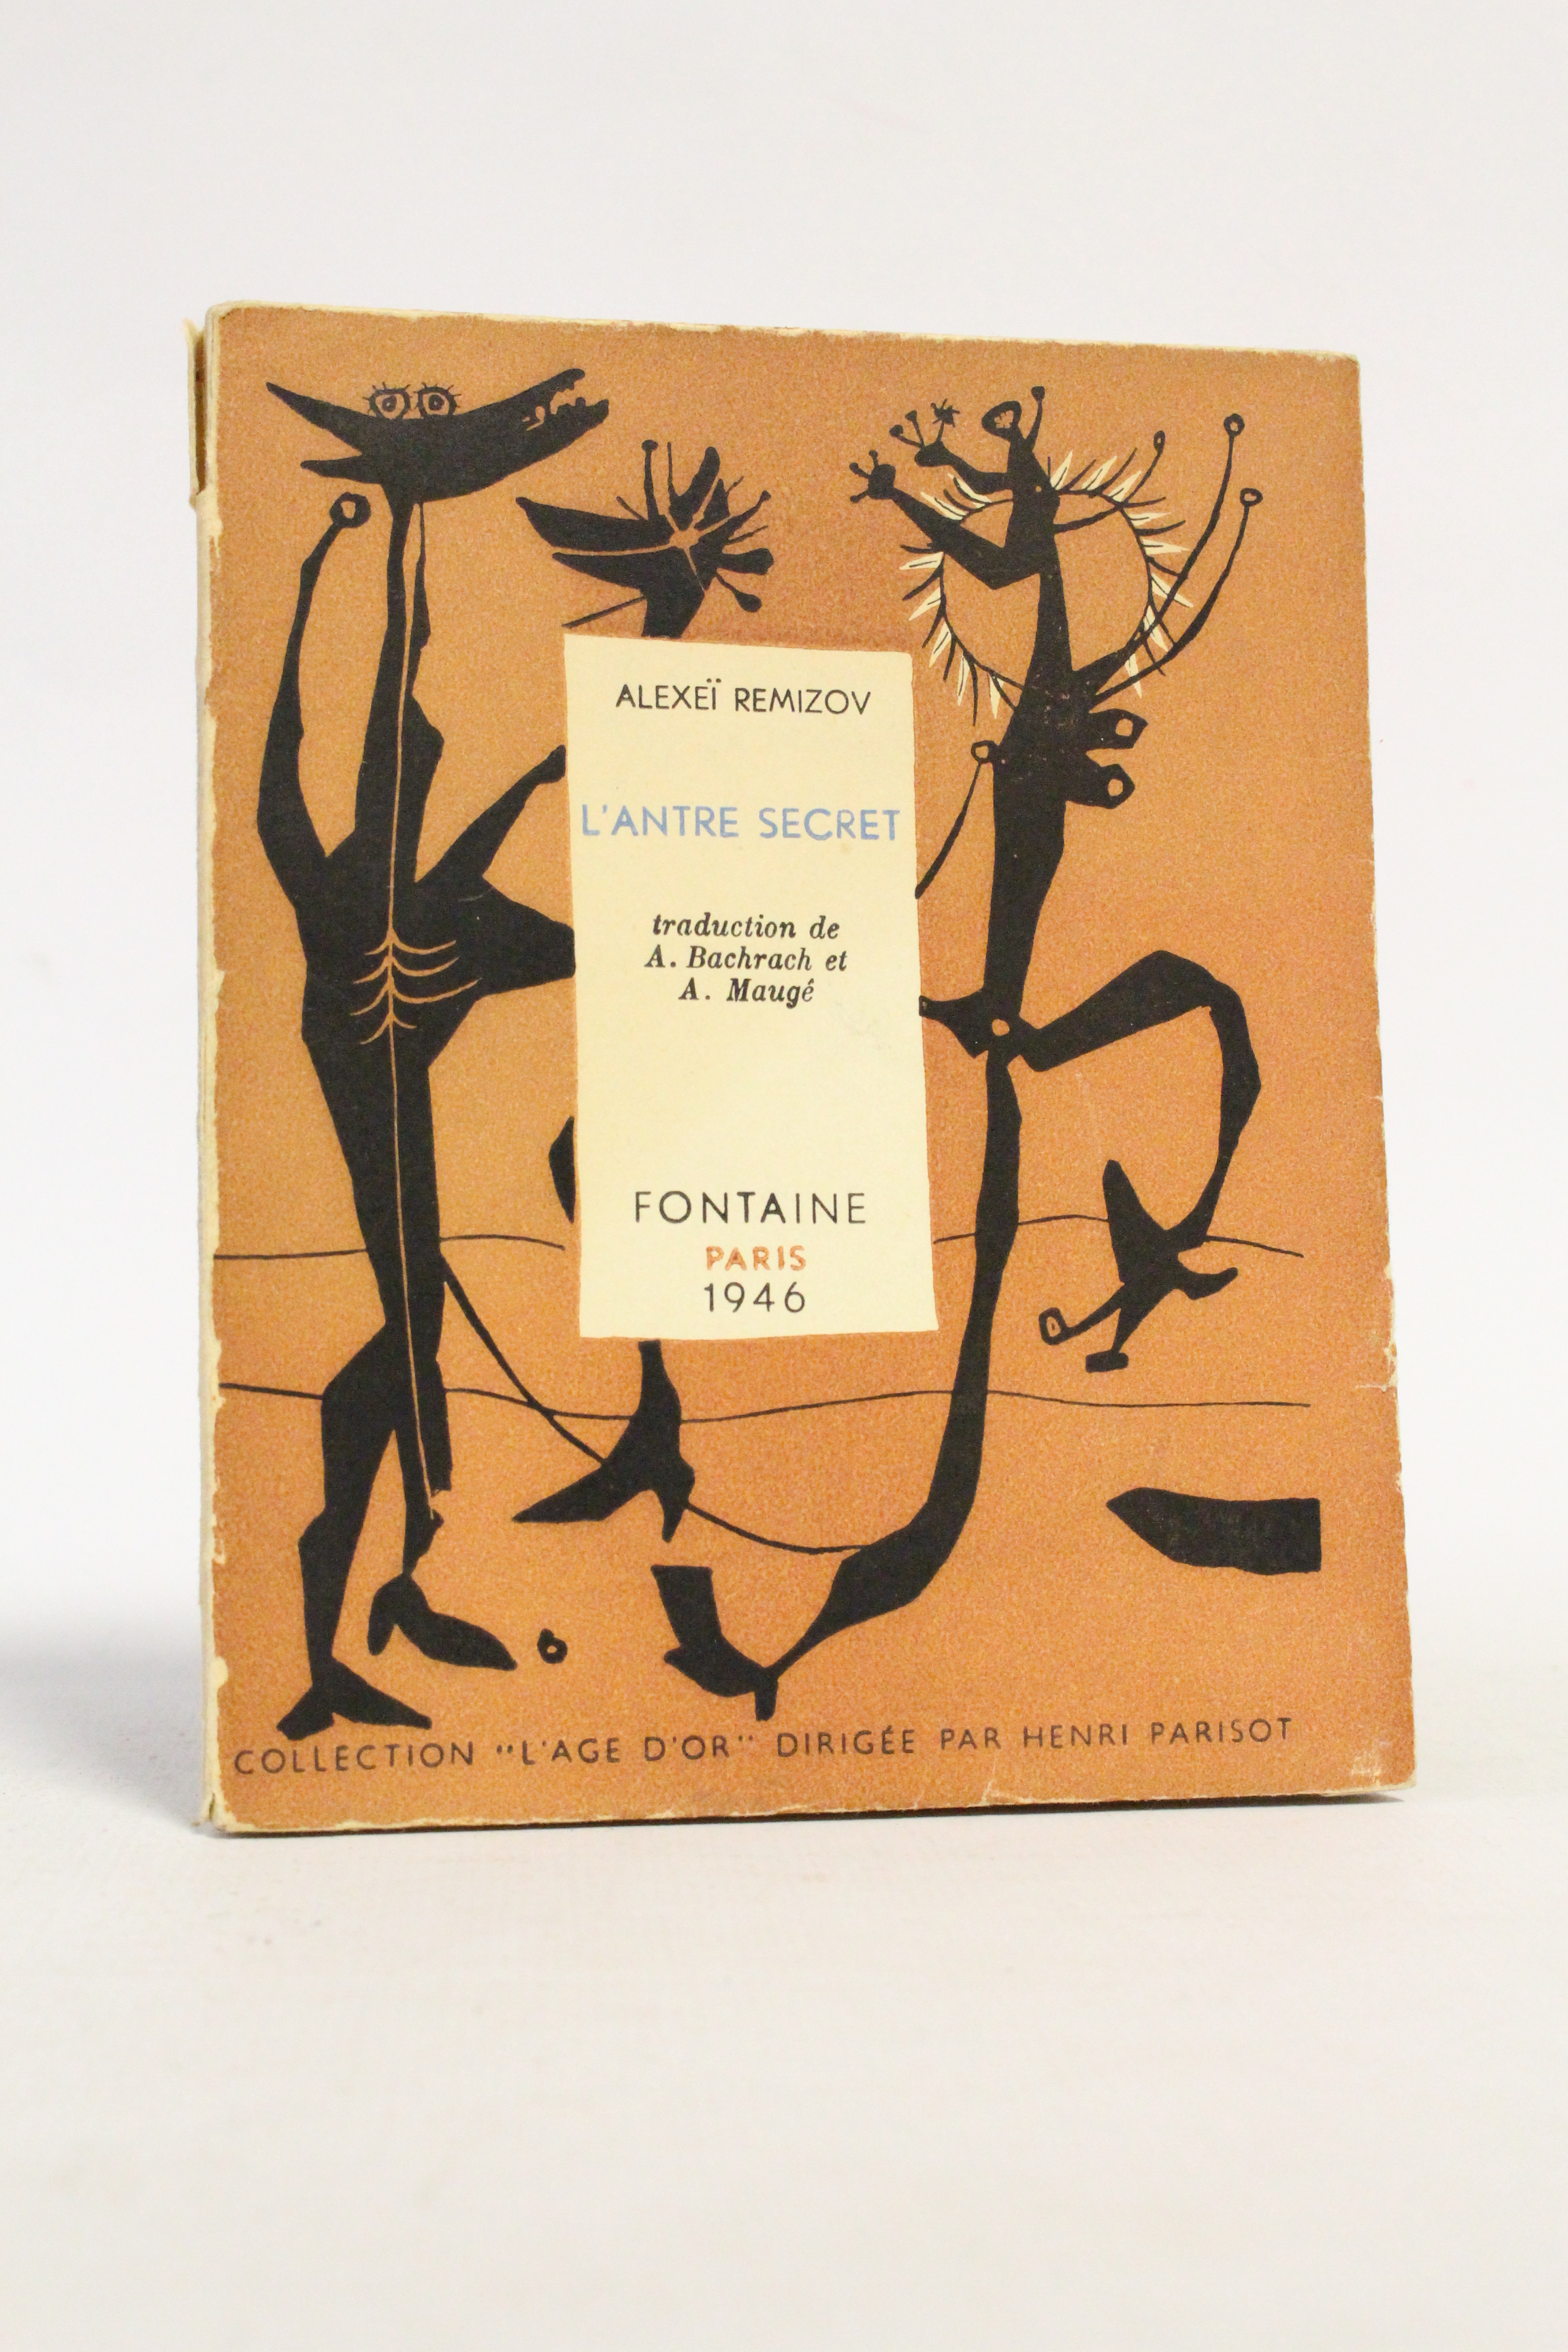 ALEXEÏ REMIZOV
L'ANTRE SECRET
traduction de
A. Bachrach et
A. Maugé
FONTAINE
PARIS
1946
COLLECTION "L'AGE D'OR" DIRIGÉE PAR HENRI PARISOT